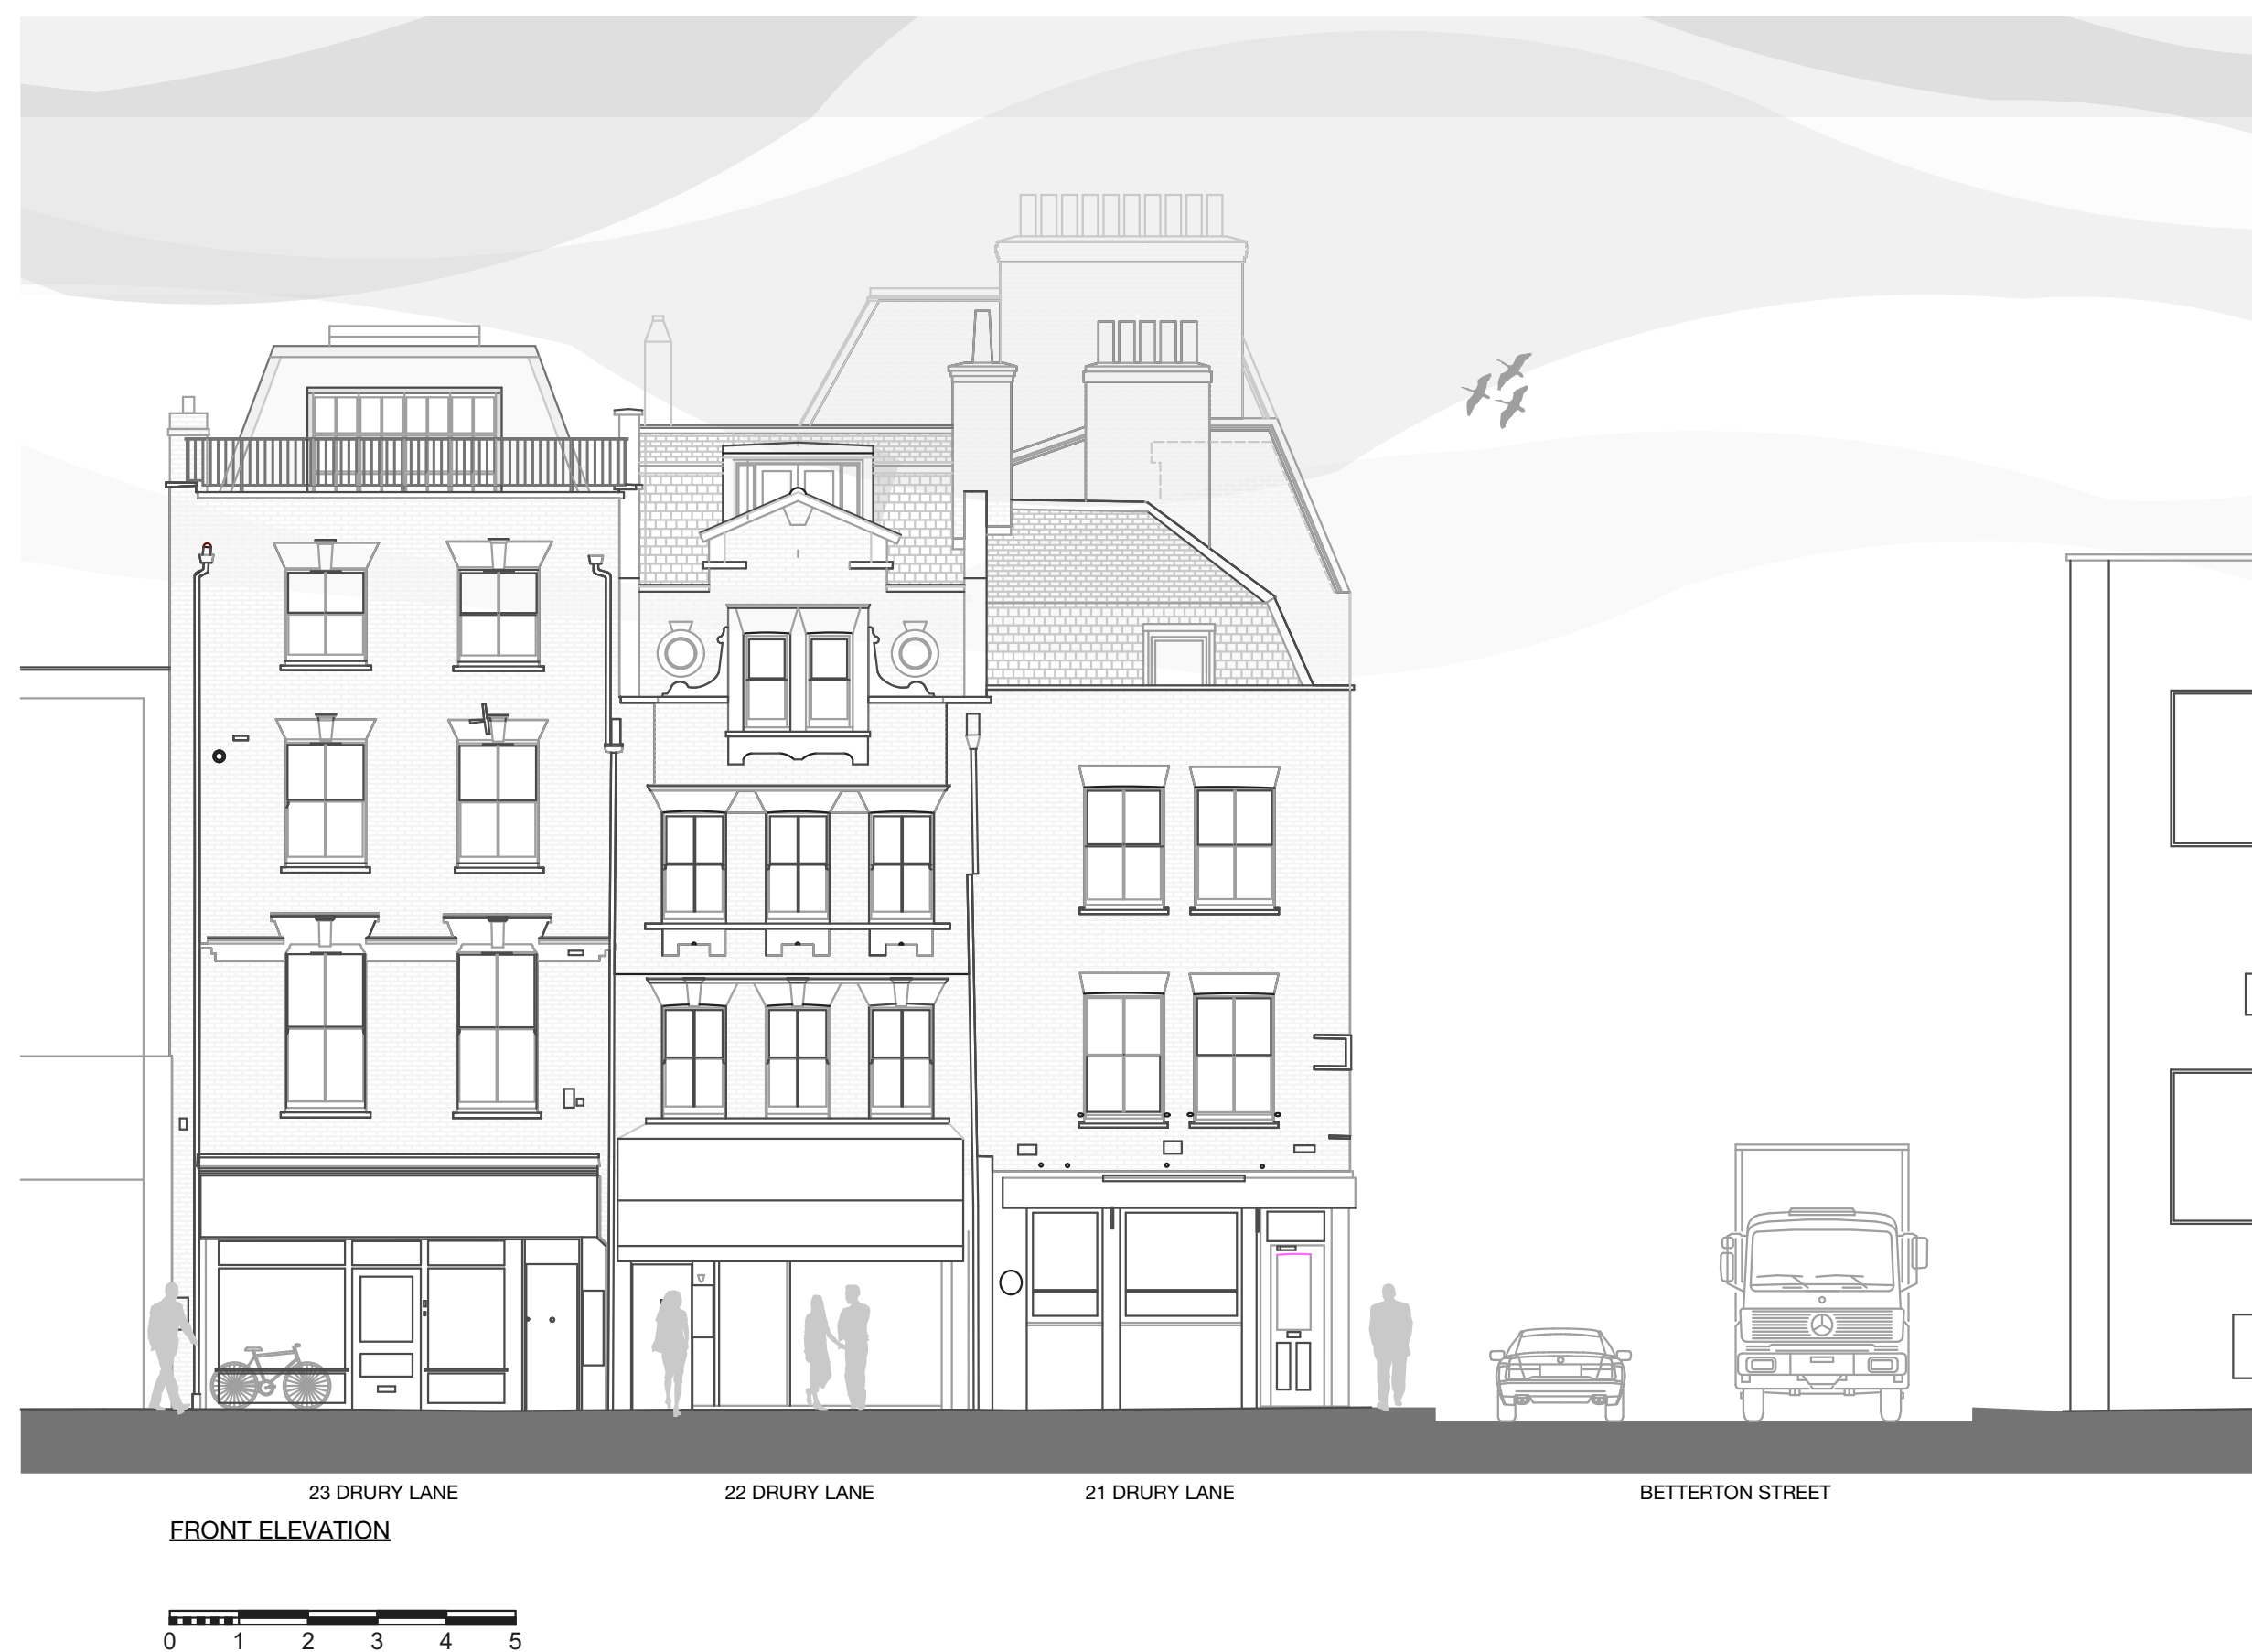 23 DRURY LANE
22 DRURY LANE
21 DRURY LANE
BETTERTON STREET
FRONT ELEVATION
0 1 2 3 4 5